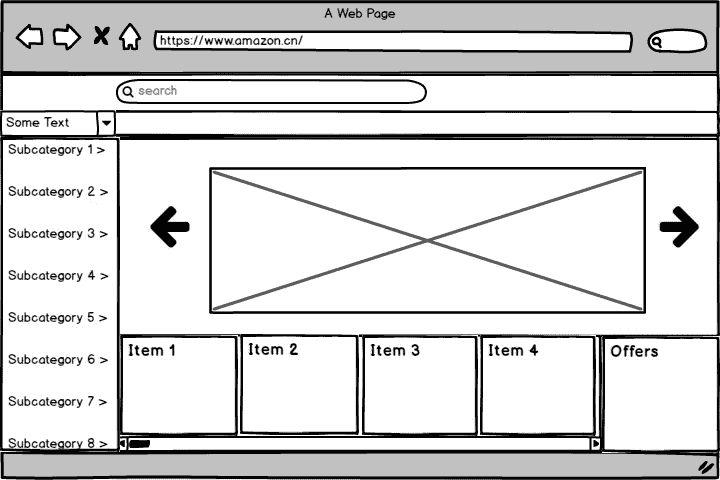 A Web Page
https://www.amazon.cn/
search
Some Text
Subcategory 1 >
Subcategory 2 >
Subcategory 3 >
Subcategory 4 >
Subcategory 5 >
Subcategory 6 >
Subcategory 7 >
Subcategory 8 >
Item 1
Item 2
Item 3
Item 4
Offers